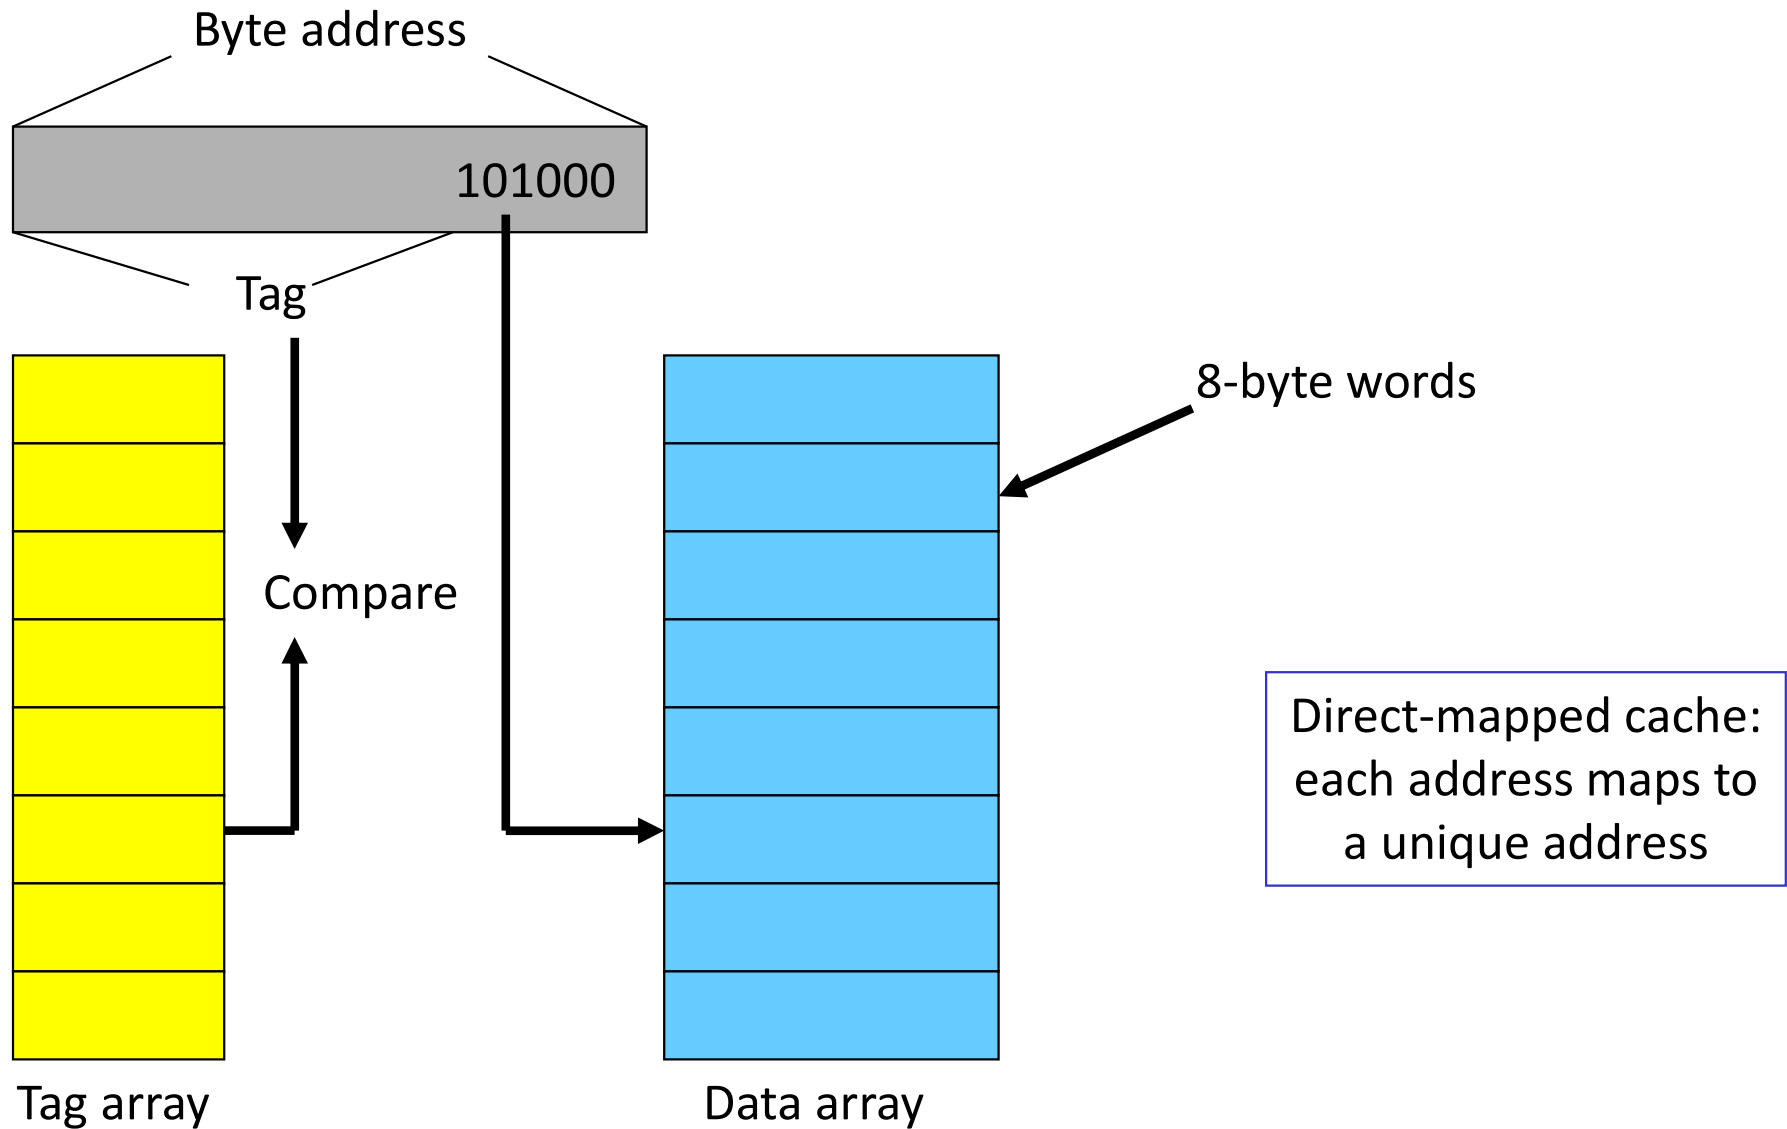 Byte address
101000
Tag
8-byte words
Compare
Direct-mapped cache:
each address maps to
a unique address
Tag array
Data array